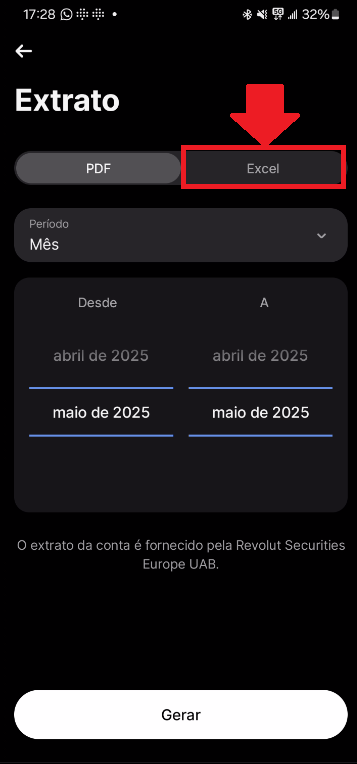 17:28
5G
32%
Extrato
PDF
Excel
Período
Mês
Desde
A
abril de 2025
abril de 2025
maio de 2025
maio de 2025
O extrato da conta é fornecido pela Revolut Securities
Europe UAB.
Gerar